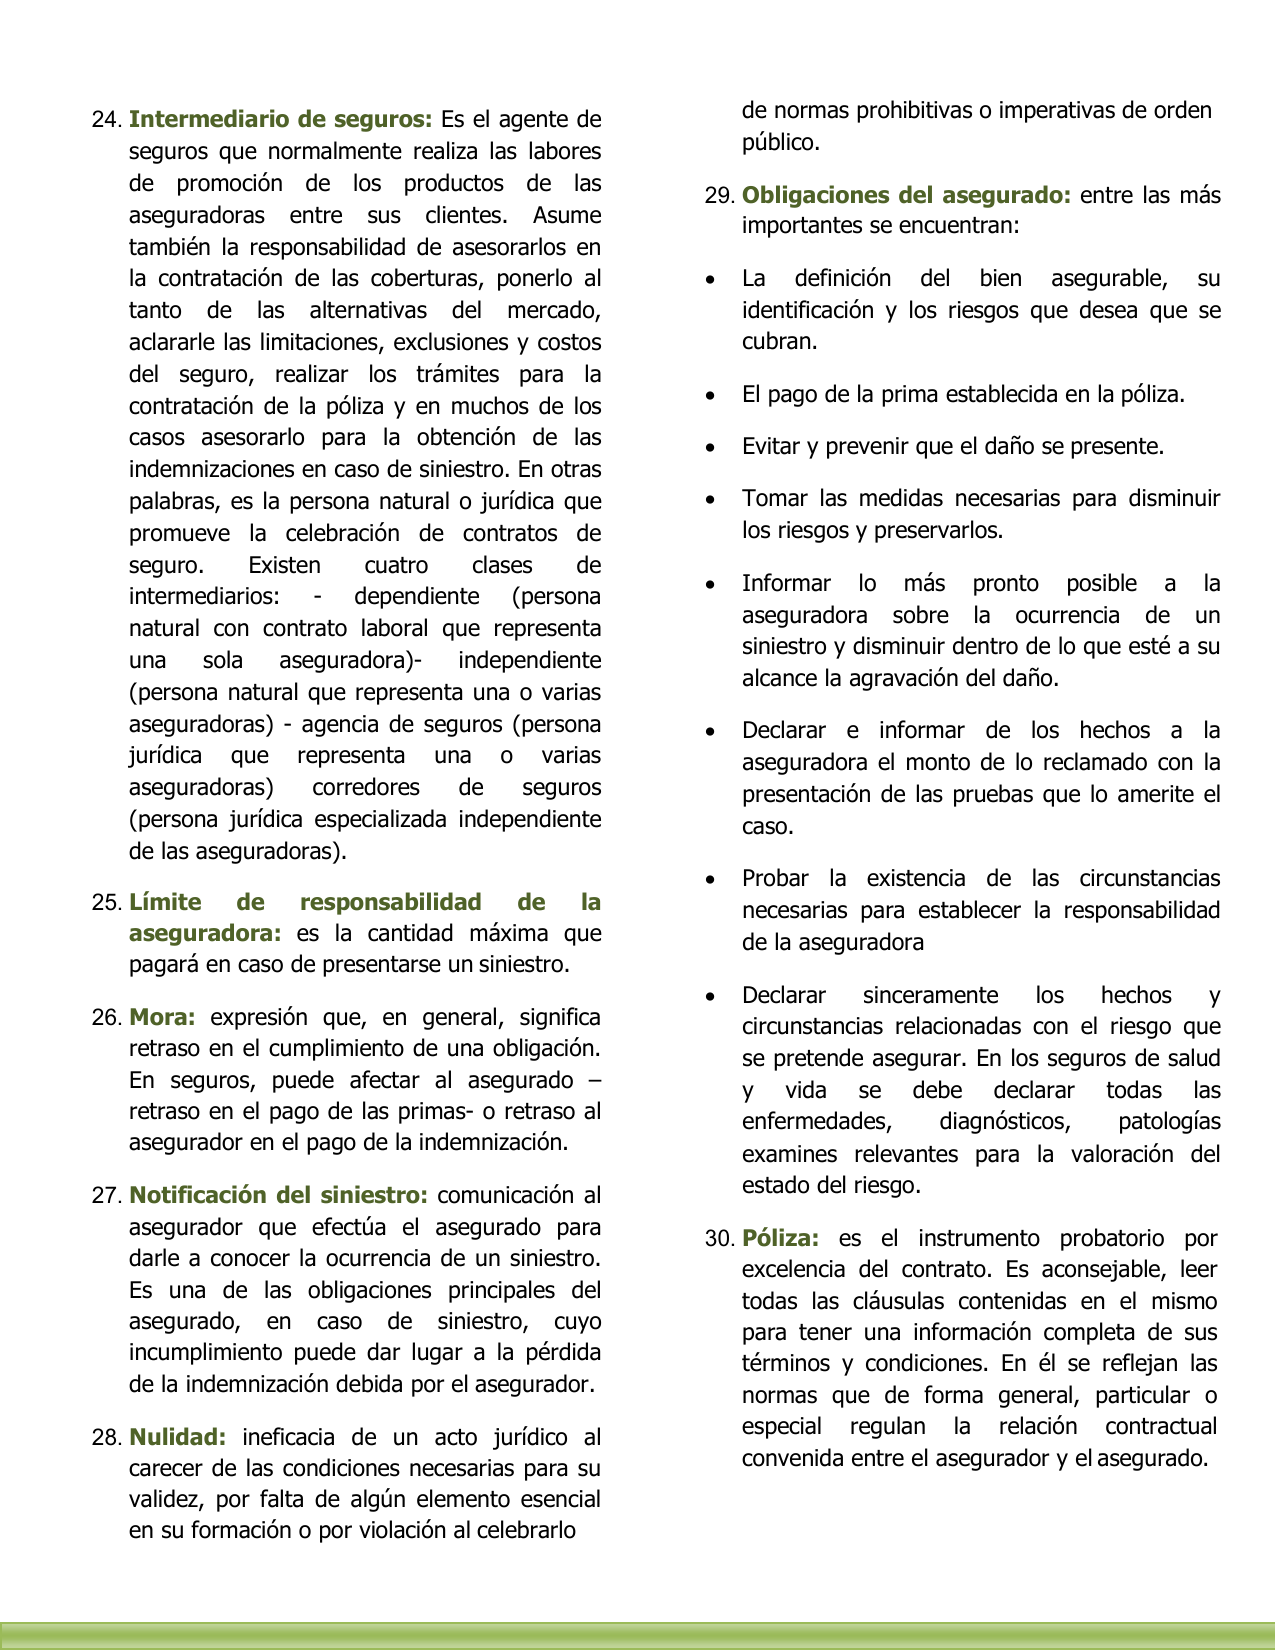 24. Intermediario de seguros: Es el agente de
seguros que normalmente realiza las labores
de promoción de los productos de las
aseguradoras entre sus clientes. Asume
también la responsabilidad de asesorarlos en
la contratación de las coberturas, ponerlo al
tanto de las alternativas del mercado,
aclararle las limitaciones, exclusiones y costos
del seguro, realizar los trámites para la
contratación de la póliza y en muchos de los
casos asesorarlo para la obtención de las
indemnizaciones en caso de siniestro. En otras
palabras, es la persona natural o jurídica que
promueve la celebración de contratos de
seguro. Existen cuatro clases de
intermediarios: - dependiente (persona
natural con contrato laboral que representa
una sola aseguradora)- independiente
(persona natural que representa una o varias
aseguradoras) - agencia de seguros (persona
jurídica que representa una o varias
aseguradoras) corredores de seguros
(persona jurídica especializada independiente
de las aseguradoras).
25. Límite de responsabilidad de la
aseguradora: es la cantidad máxima que
pagará en caso de presentarse un siniestro.
26. Mora: expresión que, en general, significa
retraso en el cumplimiento de una obligación.
En seguros, puede afectar al asegurado –
retraso en el pago de las primas- o retraso al
asegurador en el pago de la indemnización.
27. Notificación del siniestro: comunicación al
asegurador que efectúa el asegurado para
darle a conocer la ocurrencia de un siniestro.
Es una de las obligaciones principales del
asegurado, en caso de siniestro, cuyo
incumplimiento puede dar lugar a la pérdida
de la indemnización debida por el asegurador.
28. Nulidad: ineficacia de un acto jurídico al
carecer de las condiciones necesarias para su
validez, por falta de algún elemento esencial
en su formación o por violación al celebrarlo
de normas prohibitivas o imperativas de orden
público.
29. Obligaciones del asegurado: entre las más
importantes se encuentran:
• La definición del bien asegurable, su
identificación y los riesgos que desea que se
cubran.
• El pago de la prima establecida en la póliza.
• Evitar y prevenir que el daño se presente.
• Tomar las medidas necesarias para disminuir
los riesgos y preservarlos.
• Informar lo más pronto posible a la
aseguradora sobre la ocurrencia de un
siniestro y disminuir dentro de lo que esté a su
alcance la agravación del daño.
• Declarar e informar de los hechos a la
aseguradora el monto de lo reclamado con la
presentación de las pruebas que lo amerite el
caso.
• Probar la existencia de las circunstancias
necesarias para establecer la responsabilidad
de la aseguradora
• Declarar sinceramente los hechos y
circunstancias relacionadas con el riesgo que
se pretende asegurar. En los seguros de salud
y vida se debe declarar todas las
enfermedades, diagnósticos, patologías
examines relevantes para la valoración del
estado del riesgo.
30. Póliza: es el instrumento probatorio por
excelencia del contrato. Es aconsejable, leer
todas las cláusulas contenidas en el mismo
para tener una información completa de sus
términos y condiciones. En él se reflejan las
normas que de forma general, particular o
especial regulan la relación contractual
convenida entre el asegurador y el asegurado.